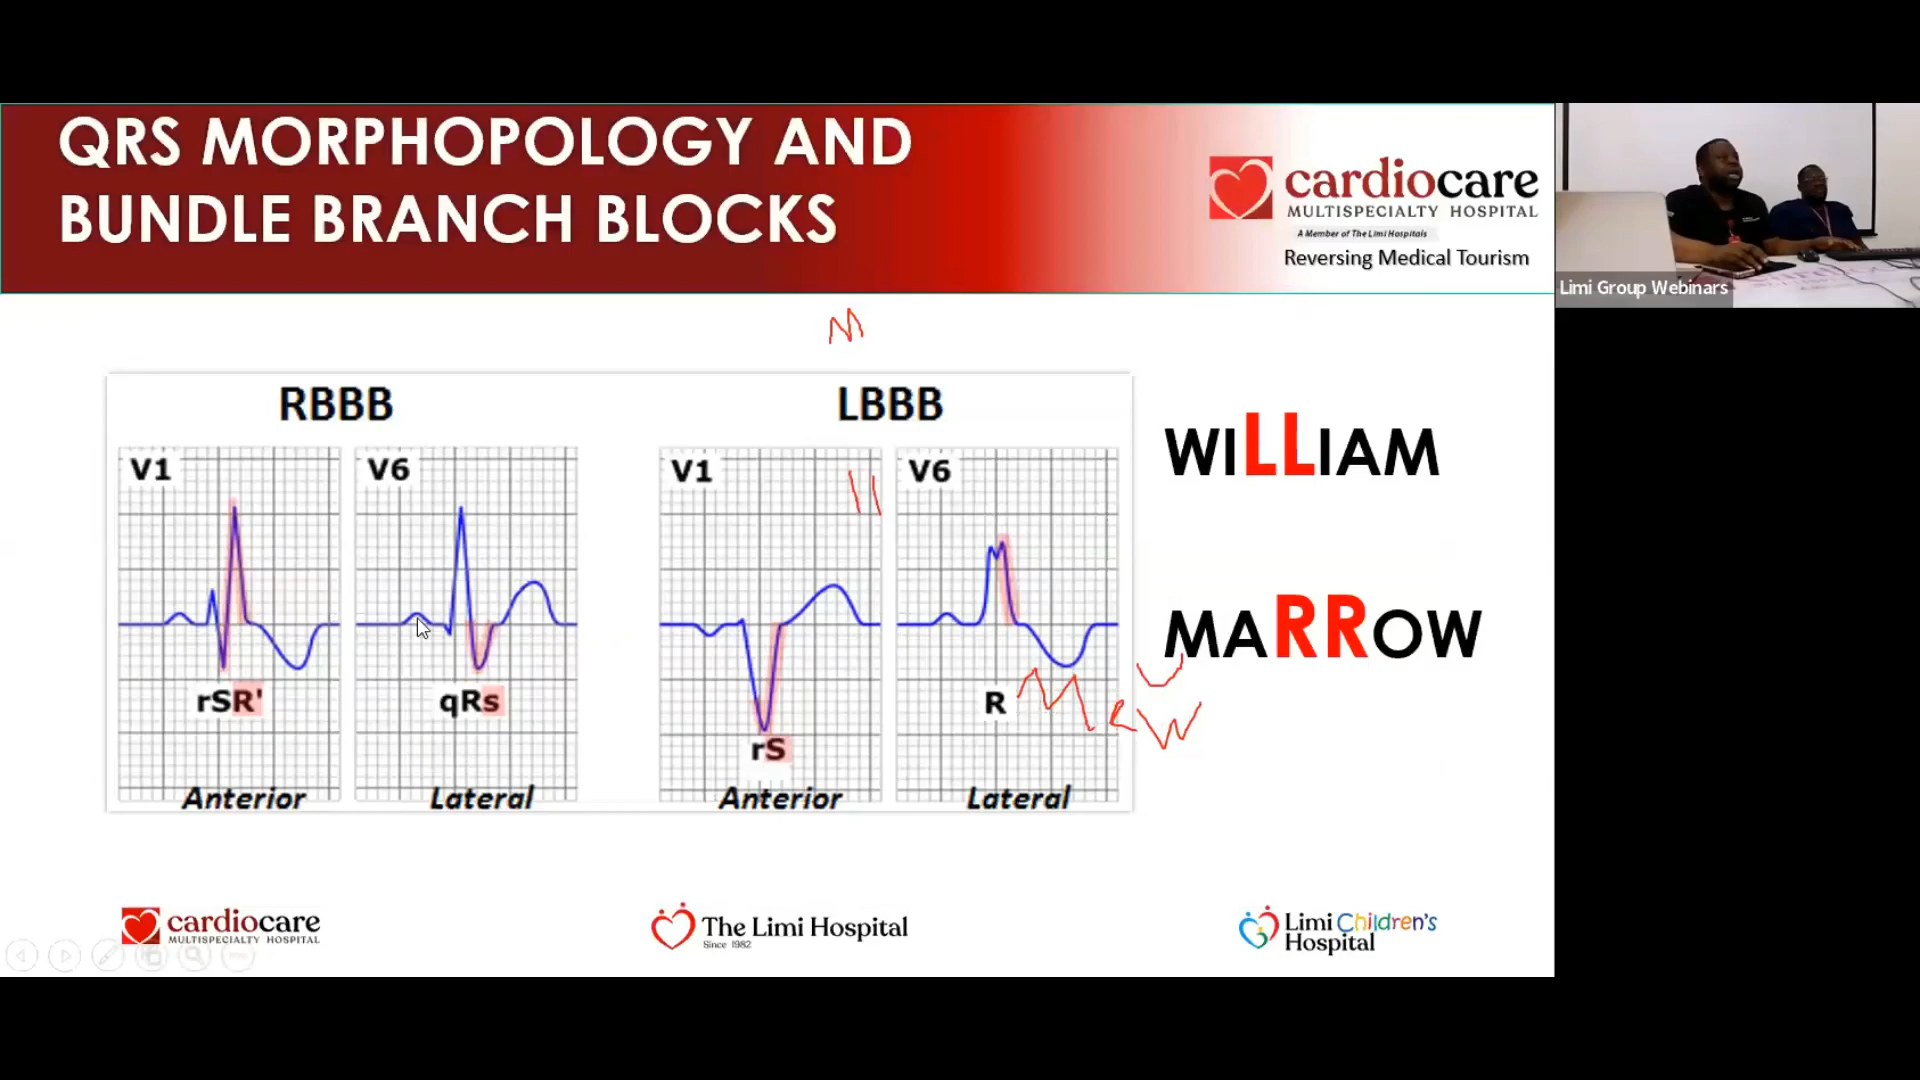 QRS MORPHOPOLOGY AND
BUNDLE BRANCH BLOCKS
cardiocare
MULTISPECIALTY HOSPITAL
A Member of The Limi Hospitals
Reversing Medical Tourism
Limi Group Webinars
M
RBBB
LBBB
V1
V6
V1
V6
WILLIAM
MARROW
rSR'
qRs
rS
R
M
W
Anterior
Lateral
Anterior
Lateral
cardiocare
MULTISPECIALTY HOSPITAL
The Limi Hospital
Since 1982
Limi Children's
Hospital